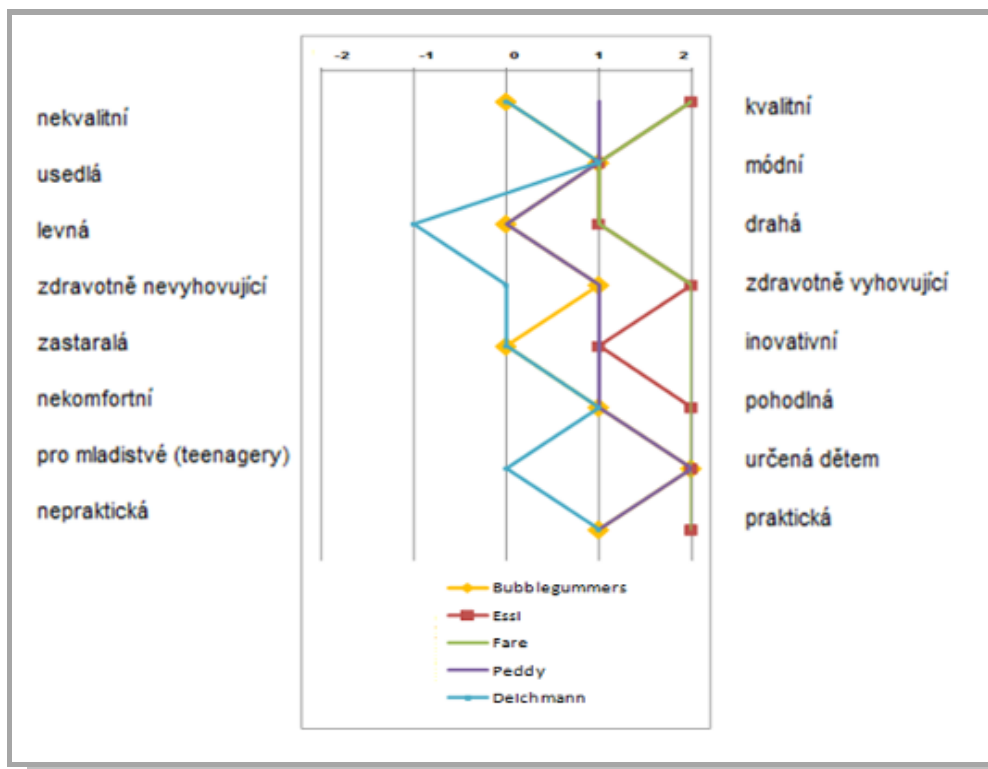 -2 -1 0 1 2
nekvalitní kvalitní
usedlá módní
levná drahá
zdravotně nevyhovující zdravotně vyhovující
zastaralá inovativní
nekomfortní pohodlná
pro mladistvé (teenagery) určená dětem
nepraktická praktická
Bubblegummers
Essi
Fare
Peddy
Deichmann